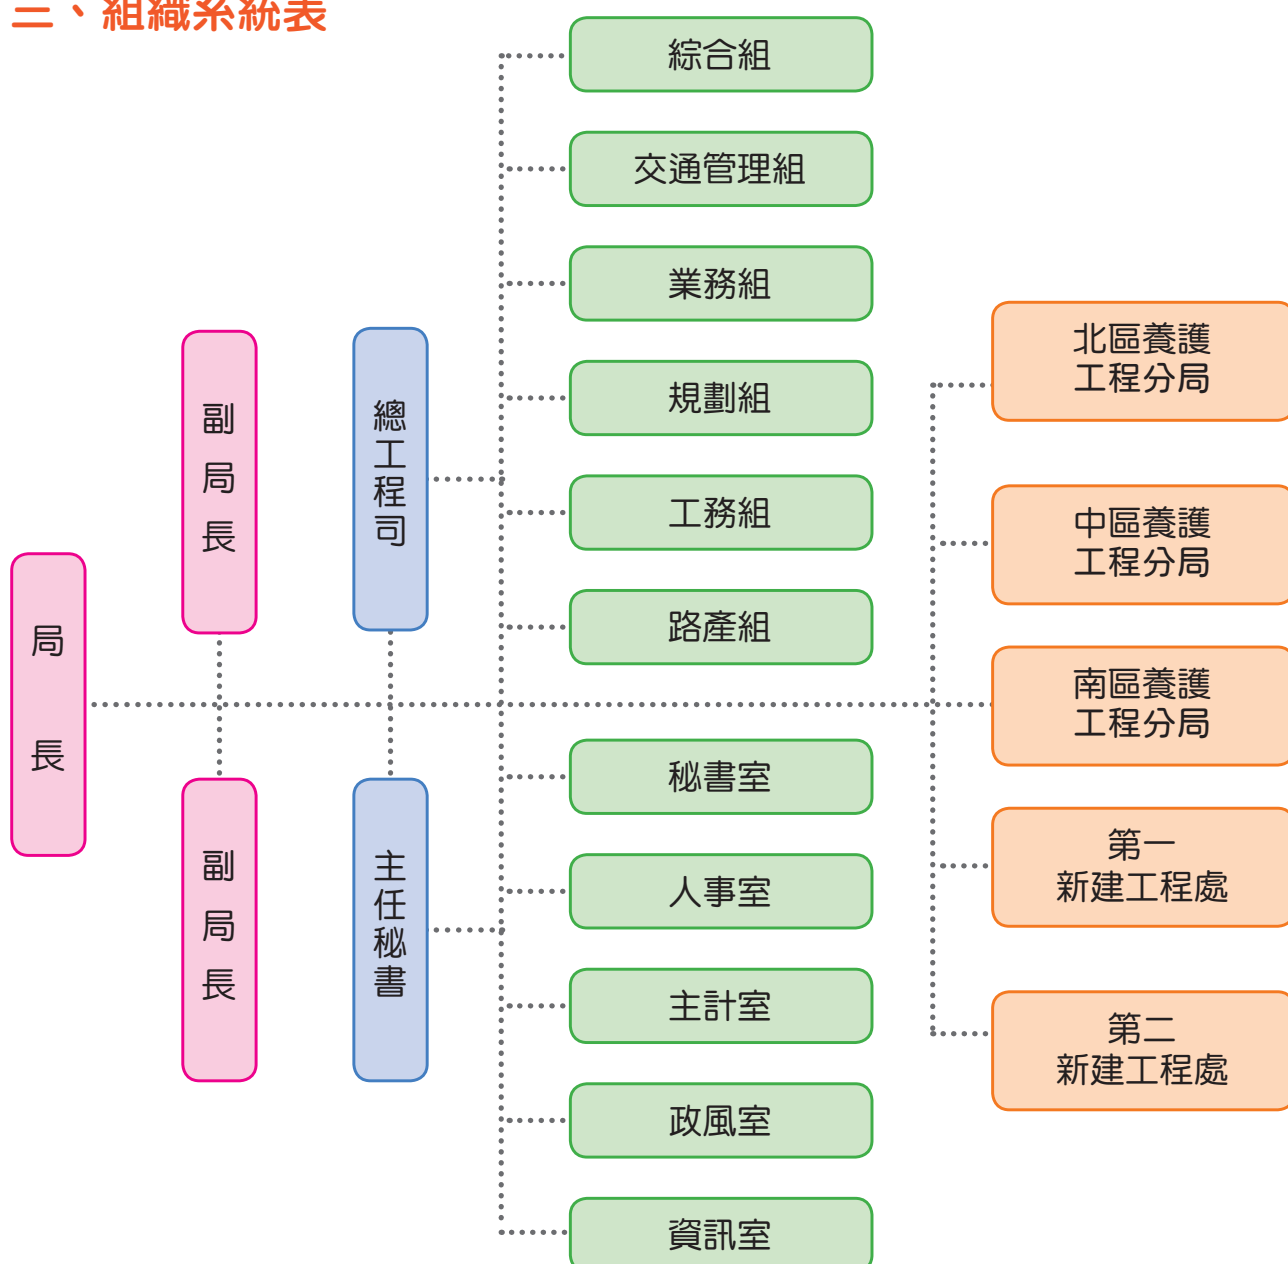 組織系統表
綜合組
交通管理組
業務組
規劃組
工務組
路產組
秘書室
人事室
主計室
政風室
資訊室
局長
副局長
副局長
總工程司
主任秘書
北區養護
工程分局
中區養護
工程分局
南區養護
工程分局
第一
新建工程處
第二
新建工程處